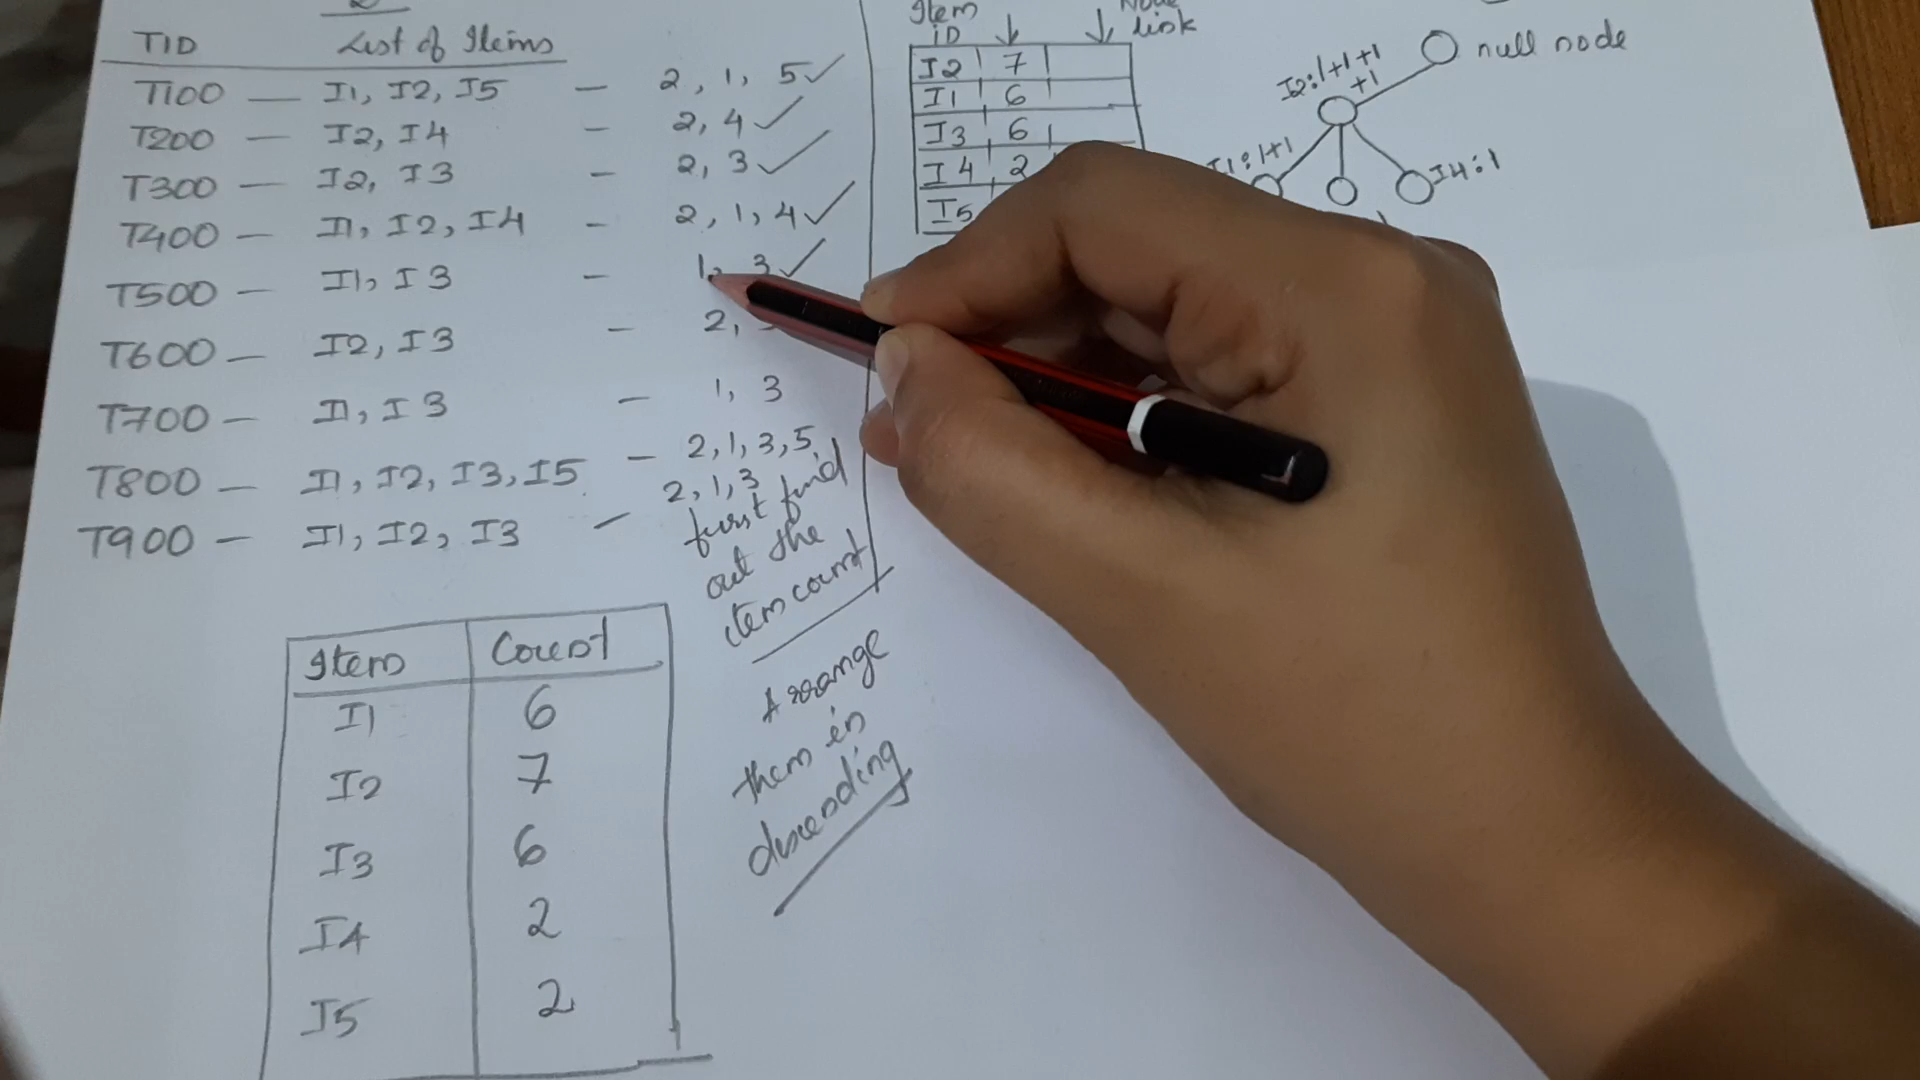 TID List of Items
T100 — I1, I2, I5 – 2, 1, 5 ✓
T200 — I2, I4 – 2, 4 ✓
T300 — I2, I3 – 2, 3 ✓
T400 — I1, I2, I4 – 2, 1, 4 ✓
T500 — I1, I3 – 1, 3 ✓
T600 — I2, I3 – 2,
T700 — I1, I3 – 1, 3
T800 — I1, I2, I3, I5 – 2, 1, 3, 5
T900 — I1, I2, I3 – 2, 1, 3
first find
out the
item count
Arrange
them in
descending
Item Count
I1 6
I2 7
I3 6
I4 2
I5 2
Item
ID
Node
link
I2 7
I1 6
I3 6
I4 2
I5
null node
I2:1+1+1
+1
I1:1+1
I4:1